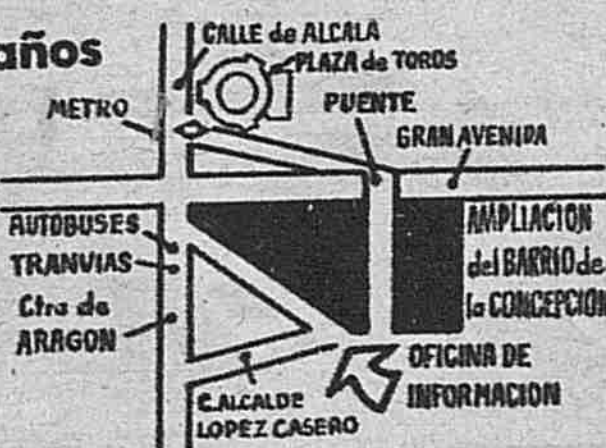 años
CALLE de ALCALA
PLAZA de TOROS
METRO
PUENTE
GRAN AVENIDA
AUTOBUSES
TRANVIAS
Ctra de
ARAGON
AMPLIACION
del BARRIO de
la CONCEPCION
OFICINA DE
INFORMACION
C.ALCALDE
LOPEZ CASERO